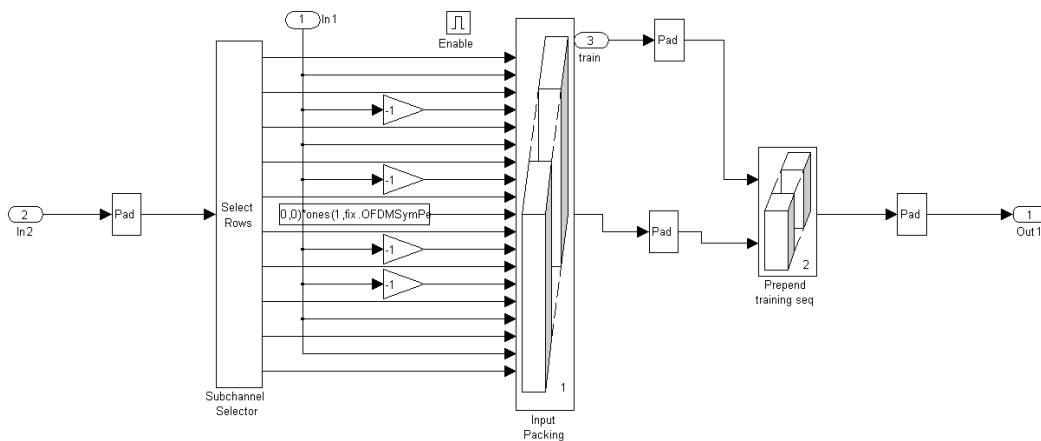 1
In1
Enable
3
train
Pad
-1
-1
2
In2
Pad
Select
Rows
0,0)*ones(1,fix.OFDMSymPe
-1
-1
Pad
2
Prepend
training seq
Pad
1
Out1
Subchannel
Selector
1
Input
Packing